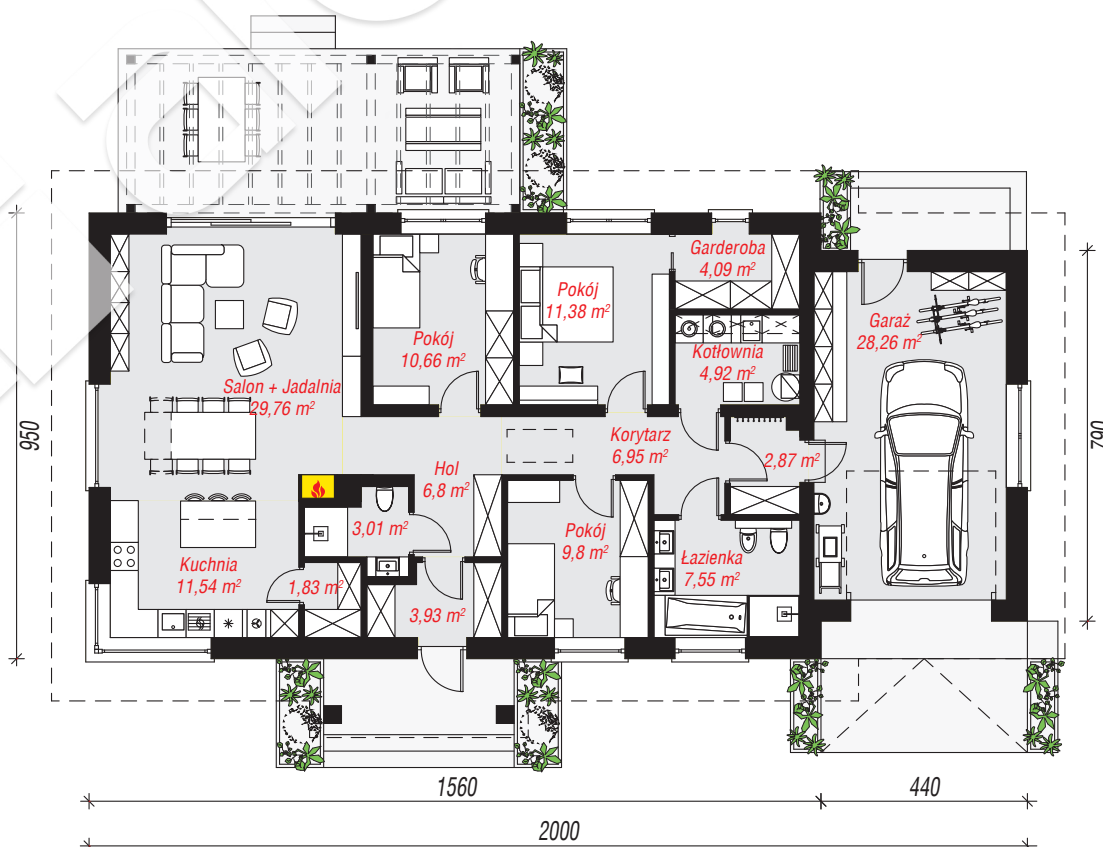 Garderoba
4,09 m²
Pokój
11,38 m²
Garaż
28,26 m²
Pokój
10,66 m²
Kotłownia
4,92 m²
Salon + Jadalnia
29,76 m²
Korytarz
6,95 m²
2,87 m²
Hol
6,8 m²
3,01 m²
Pokój
9,8 m²
Łazienka
7,55 m²
Kuchnia
11,54 m²
1,83 m²
3,93 m²
950
790
1560
440
2000